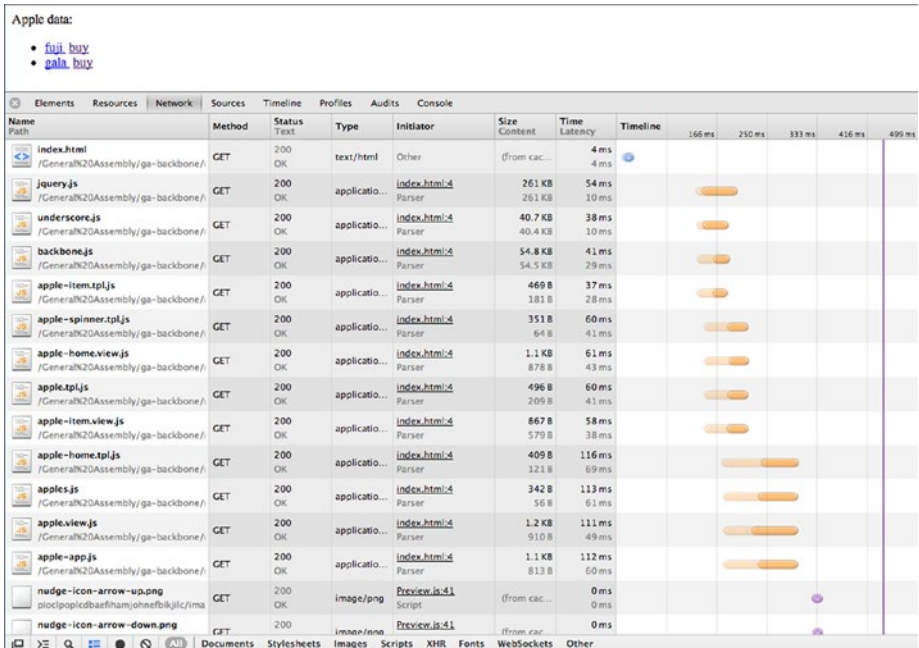 Apple data:
fuji buy
gala buy
Elements Resources Network Sources Timeline Profiles Audits Console
Name Method Status Type Initiator Size Time Timeline
Path Text Content Latency 166 ms 250 ms 333 ms 416 ms 499 ms
index.html GET 200 text/html Other (from cac... 4 ms
/General%20Assembly/ga-backbone/ OK 4 ms
jquery.js GET 200 applicatio... index.html:4 261 KB 54 ms
/General%20Assembly/ga-backbone/ OK Parser 261 KB 10 ms
underscore.js GET 200 applicatio... index.html:4 40.7 KB 38 ms
/General%20Assembly/ga-backbone/ OK Parser 40.4 KB 10 ms
backbone.js GET 200 applicatio... index.html:4 54.8 KB 41 ms
/General%20Assembly/ga-backbone/ OK Parser 54.5 KB 29 ms
apple-item.tpl.js GET 200 applicatio... index.html:4 469 B 37 ms
/General%20Assembly/ga-backbone/ OK Parser 181 B 28 ms
apple-spinner.tpl.js GET 200 applicatio... index.html:4 351 B 60 ms
/General%20Assembly/ga-backbone/ OK Parser 64 B 41 ms
apple-home.view.js GET 200 applicatio... index.html:4 1.1 KB 61 ms
/General%20Assembly/ga-backbone/ OK Parser 878 B 43 ms
apple.tpl.js GET 200 applicatio... index.html:4 496 B 60 ms
/General%20Assembly/ga-backbone/ OK Parser 209 B 41 ms
apple-item.view.js GET 200 applicatio... index.html:4 867 B 58 ms
/General%20Assembly/ga-backbone/ OK Parser 579 B 38 ms
apple-home.tpl.js GET 200 applicatio... index.html:4 409 B 116 ms
/General%20Assembly/ga-backbone/ OK Parser 121 B 69 ms
apples.js GET 200 applicatio... index.html:4 342 B 113 ms
/General%20Assembly/ga-backbone/ OK Parser 56 B 61 ms
apple.view.js GET 200 applicatio... index.html:4 1.2 KB 111 ms
/General%20Assembly/ga-backbone/ OK Parser 910 B 49 ms
apple-app.js GET 200 applicatio... index.html:4 1.1 KB 112 ms
/General%20Assembly/ga-backbone/ OK Parser 813 B 60 ms
nudge-icon-arrow-up.png GET 200 image/png Preview.js:41 (from cac... 0 ms
pioclpoplcdbaefihamjohnefbikjilc/ima OK Script 0 ms
nudge-icon-arrow-down.png GET 200 image/png Preview.js:41 (from cac 0 ms
All Documents Stylesheets Images Scripts XHR Fonts WebSockets Other